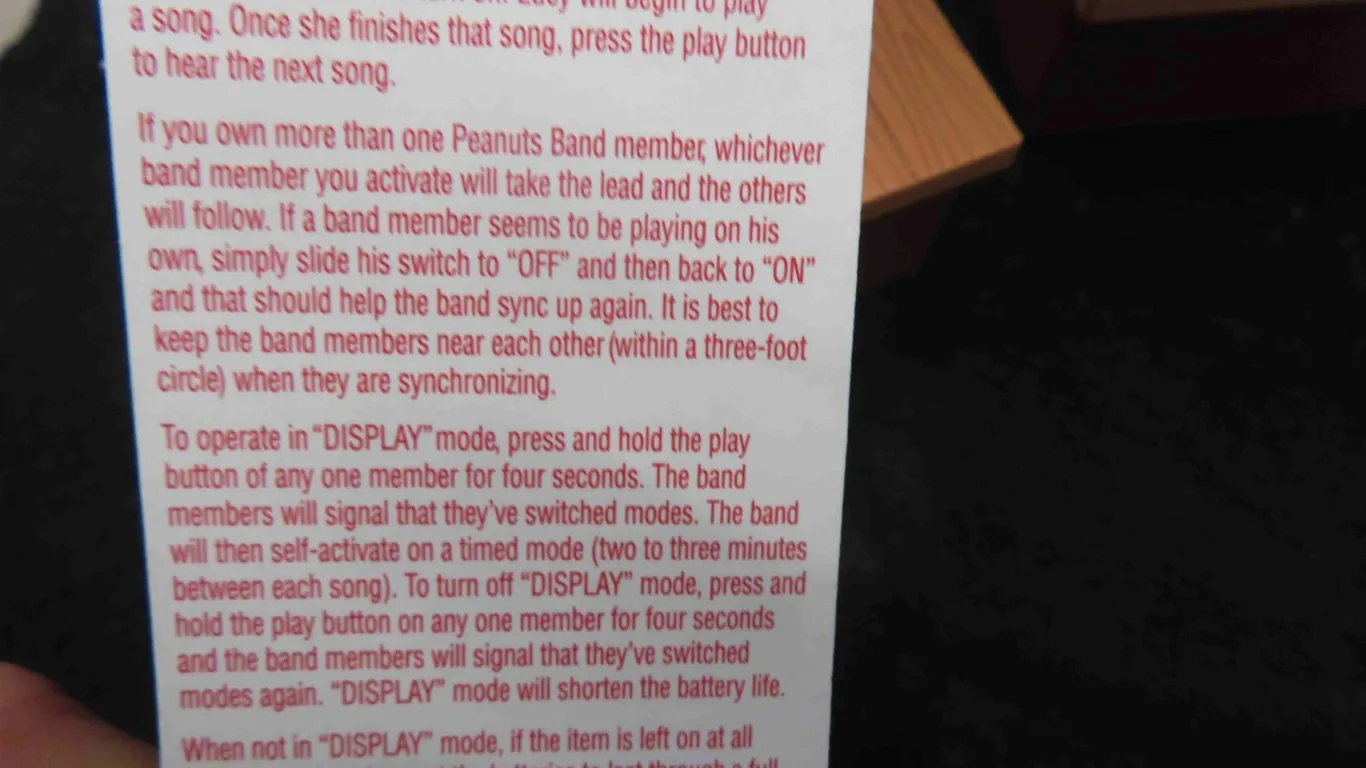 will begin to play
a song. Once she finishes that song, press the play button
to hear the next song.
If you own more than one Peanuts Band member, whichever
band member you activate will take the lead and the others
will follow. If a band member seems to be playing on his
own, simply slide his switch to “OFF” and then back to “ON”
and that should help the band sync up again. It is best to
keep the band members near each other (within a three-foot
circle) when they are synchronizing.
To operate in “DISPLAY” mode, press and hold the play
button of any one member for four seconds. The band
members will signal that they’ve switched modes. The band
will then self-activate on a timed mode (two to three minutes
between each song). To turn off “DISPLAY” mode, press and
hold the play button on any one member for four seconds
and the band members will signal that they’ve switched
modes again. “DISPLAY” mode will shorten the battery life.
When not in “DISPLAY” mode, if the item is left on at all